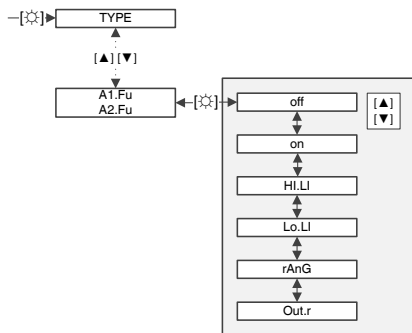 [☼] TYPE
[▲] [▼]
A1.Fu
A2.Fu
[☼]
off
[▲]
[▼]
on
HI.LI
Lo.LI
rAnG
Out.r